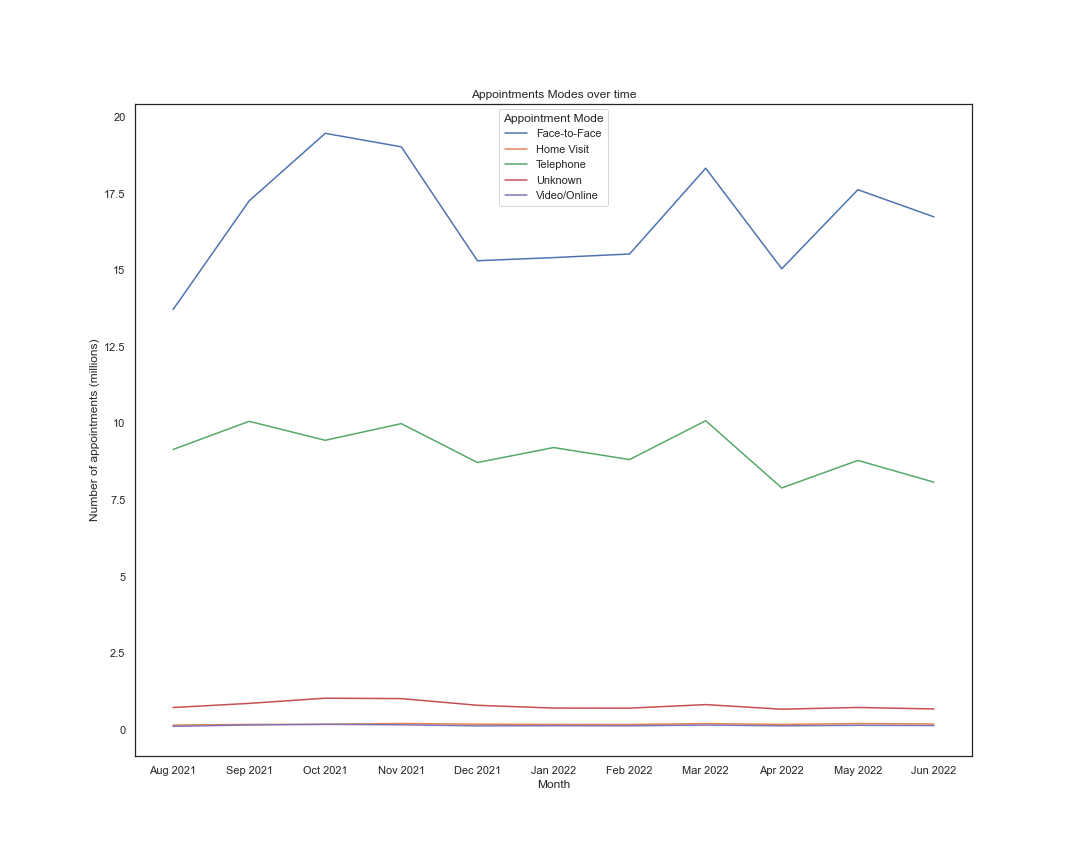 Appointments Modes over time
Appointment Mode
Face-to-Face
Home Visit
Telephone
Unknown
Video/Online
Number of appointments (millions)
20
17.5
15
12.5
10
7.5
5
2.5
0
Aug 2021 Sep 2021 Oct 2021 Nov 2021 Dec 2021 Jan 2022 Feb 2022 Mar 2022 Apr 2022 May 2022 Jun 2022
Month